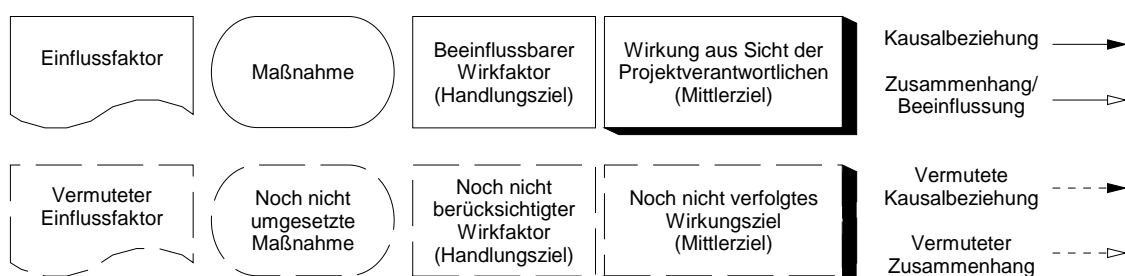 Einflussfaktor
Maßnahme
Beeinflussbarer
Wirkfaktor
(Handlungsziel)
Wirkung aus Sicht der
Projektverantwortlichen
(Mittlerziel)
Kausalbeziehung
Zusammenhang/
Beeinflussung
Vermuteter
Einflussfaktor
Noch nicht
umgesetzte
Maßnahme
Noch nicht
berücksichtigter
Wirkfaktor
(Handlungsziel)
Noch nicht verfolgtes
Wirkungsziel
(Mittlerziel)
Vermutete
Kausalbeziehung
Vermuteter
Zusammenhang